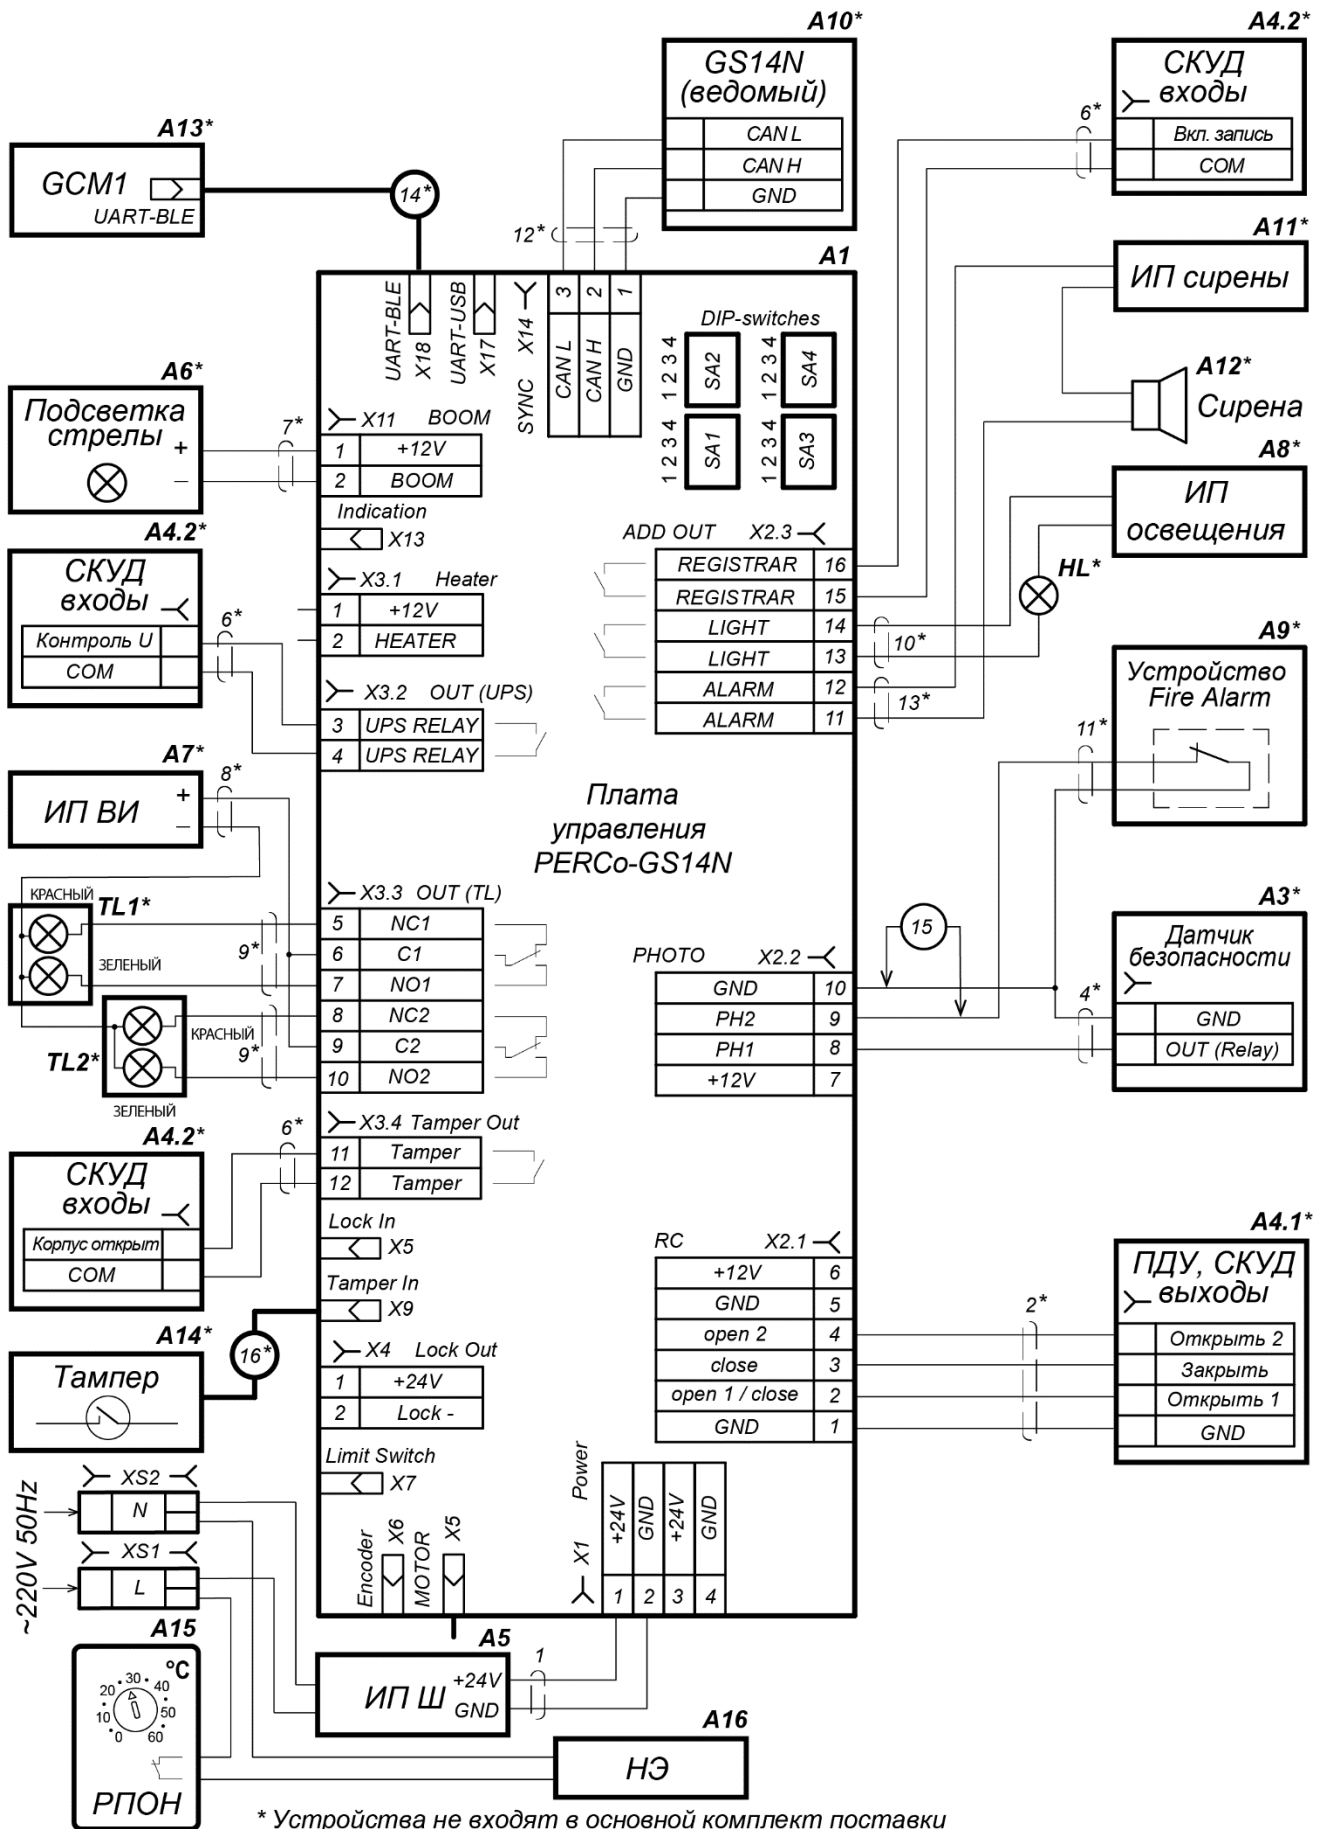 A10*
GS14N
(ведомый)
CAN L
CAN H
GND
12*
A4.2*
СКУД
входы
6*
Вкл. запись
COM
A13*
GCM1
UART-BLE
14*
A11*
ИП сирены
A12*
Сирена
A8*
ИП
освещения
HL*
A9*
Устройство
Fire Alarm
11*
A3*
Датчик
безопасности
4*
GND
OUT (Relay)
A4.1*
ПДУ, СКУД
выходы
2*
Открыть 2
Закрыть
Открыть 1
GND
A1
UART-BLE
X18
UART-USB
X17
SYNC X14
3 2 1
CAN L
CAN H
GND
DIP-switches
1 2 3 4 SA2
1 2 3 4 SA4
1 2 3 4 SA1
1 2 3 4 SA3
A6*
Подсветка
стрелы
+
–
7*
X11 BOOM
1 +12V
2 BOOM
Indication
X13
X3.1 Heater
1 +12V
2 HEATER
A4.2*
СКУД
входы
6*
Контроль U
COM
X3.2 OUT (UPS)
3 UPS RELAY
4 UPS RELAY
ADD OUT X2.3
REGISTRAR 16
REGISTRAR 15
LIGHT 14
LIGHT 13
ALARM 12
ALARM 11
10*
13*
A7*
ИП ВИ
+
–
8*
Плата
управления
PERCo-GS14N
КРАСНЫЙ
TL1*
ЗЕЛЕНЫЙ
9*
КРАСНЫЙ
TL2*
9*
ЗЕЛЕНЫЙ
X3.3 OUT (TL)
5 NC1
6 C1
7 NO1
8 NC2
9 C2
10 NO2
15
PHOTO X2.2
GND 10
PH2 9
PH1 8
+12V 7
A4.2*
СКУД
входы
6*
Корпус открыт
COM
X3.4 Tamper Out
11 Tamper
12 Tamper
Lock In
X5
Tamper In
X9
A14*
Тампер
16*
X4 Lock Out
1 +24V
2 Lock -
Limit Switch
X7
RC X2.1
+12V 6
GND 5
open 2 4
close 3
open 1 / close 2
GND 1
~220V 50Hz
XS2
N
XS1
L
Encoder
X6
MOTOR
X5
X1 Power
+24V
GND
+24V
GND
1 2 3 4
A15
°C
0 10 20 30 40 50 60
РПОН
A5
ИП Ш
+24V
GND
1
A16
НЭ
* Устройства не входят в основной комплект поставки